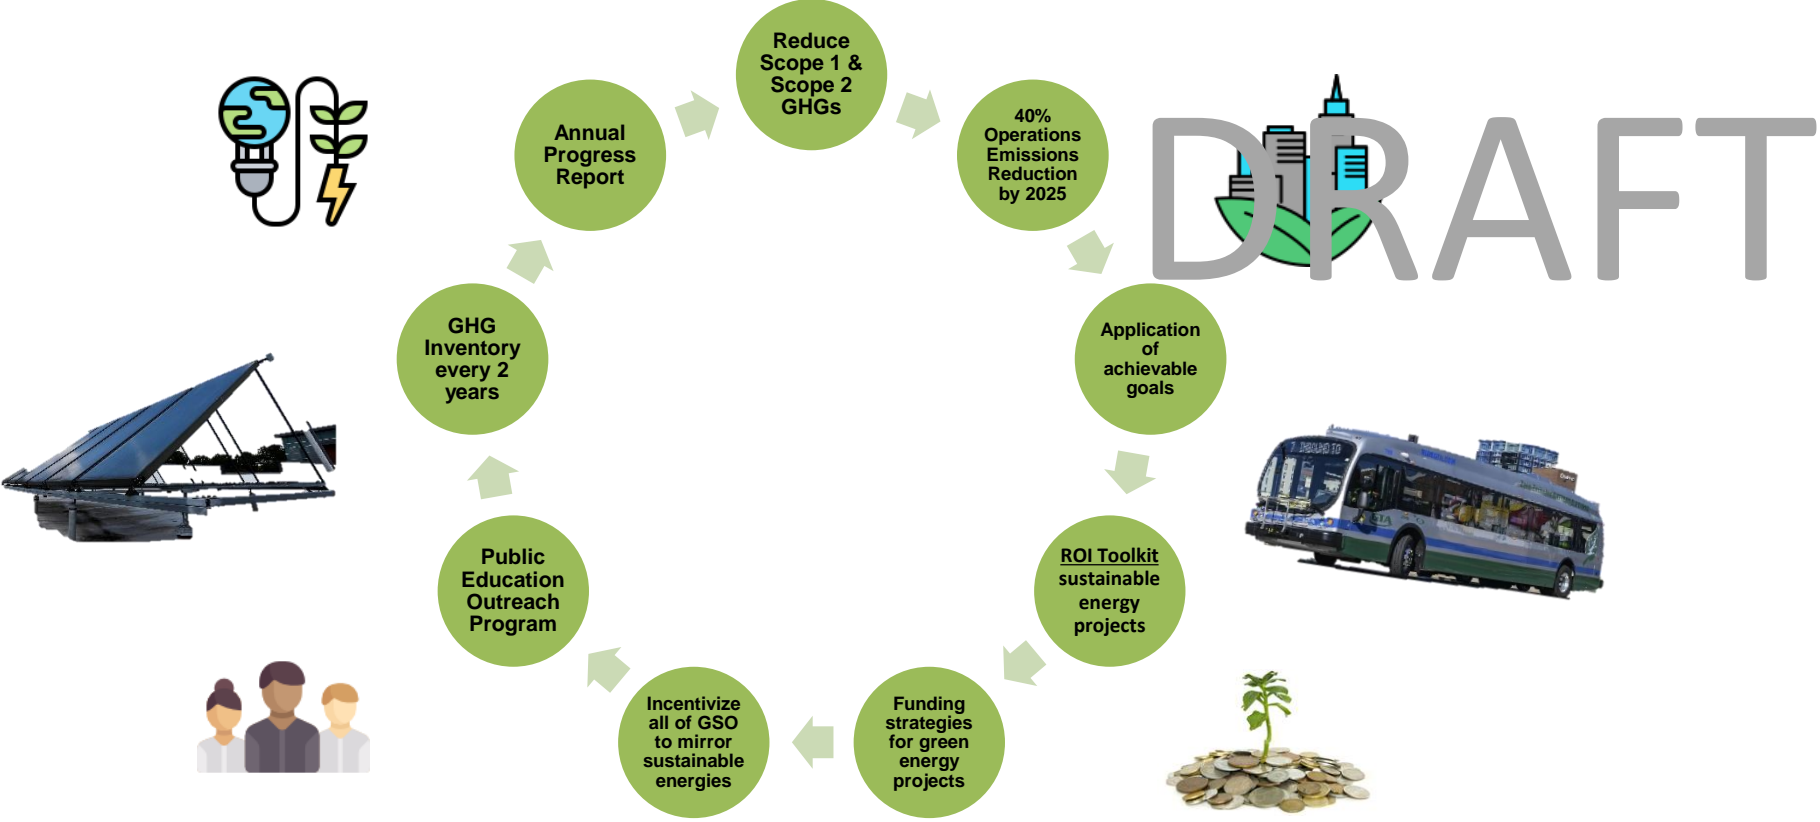 Reduce
Scope 1 &
Scope 2
GHGs
40%
Operations
Emissions
Reduction
by 2025
DRAFT
Application
of
achievable
goals
ROI Toolkit
sustainable
energy
projects
Funding
strategies
for green
energy
projects
Incentivize
all of GSO
to mirror
sustainable
energies
Public
Education
Outreach
Program
GHG
Inventory
every 2
years
Annual
Progress
Report